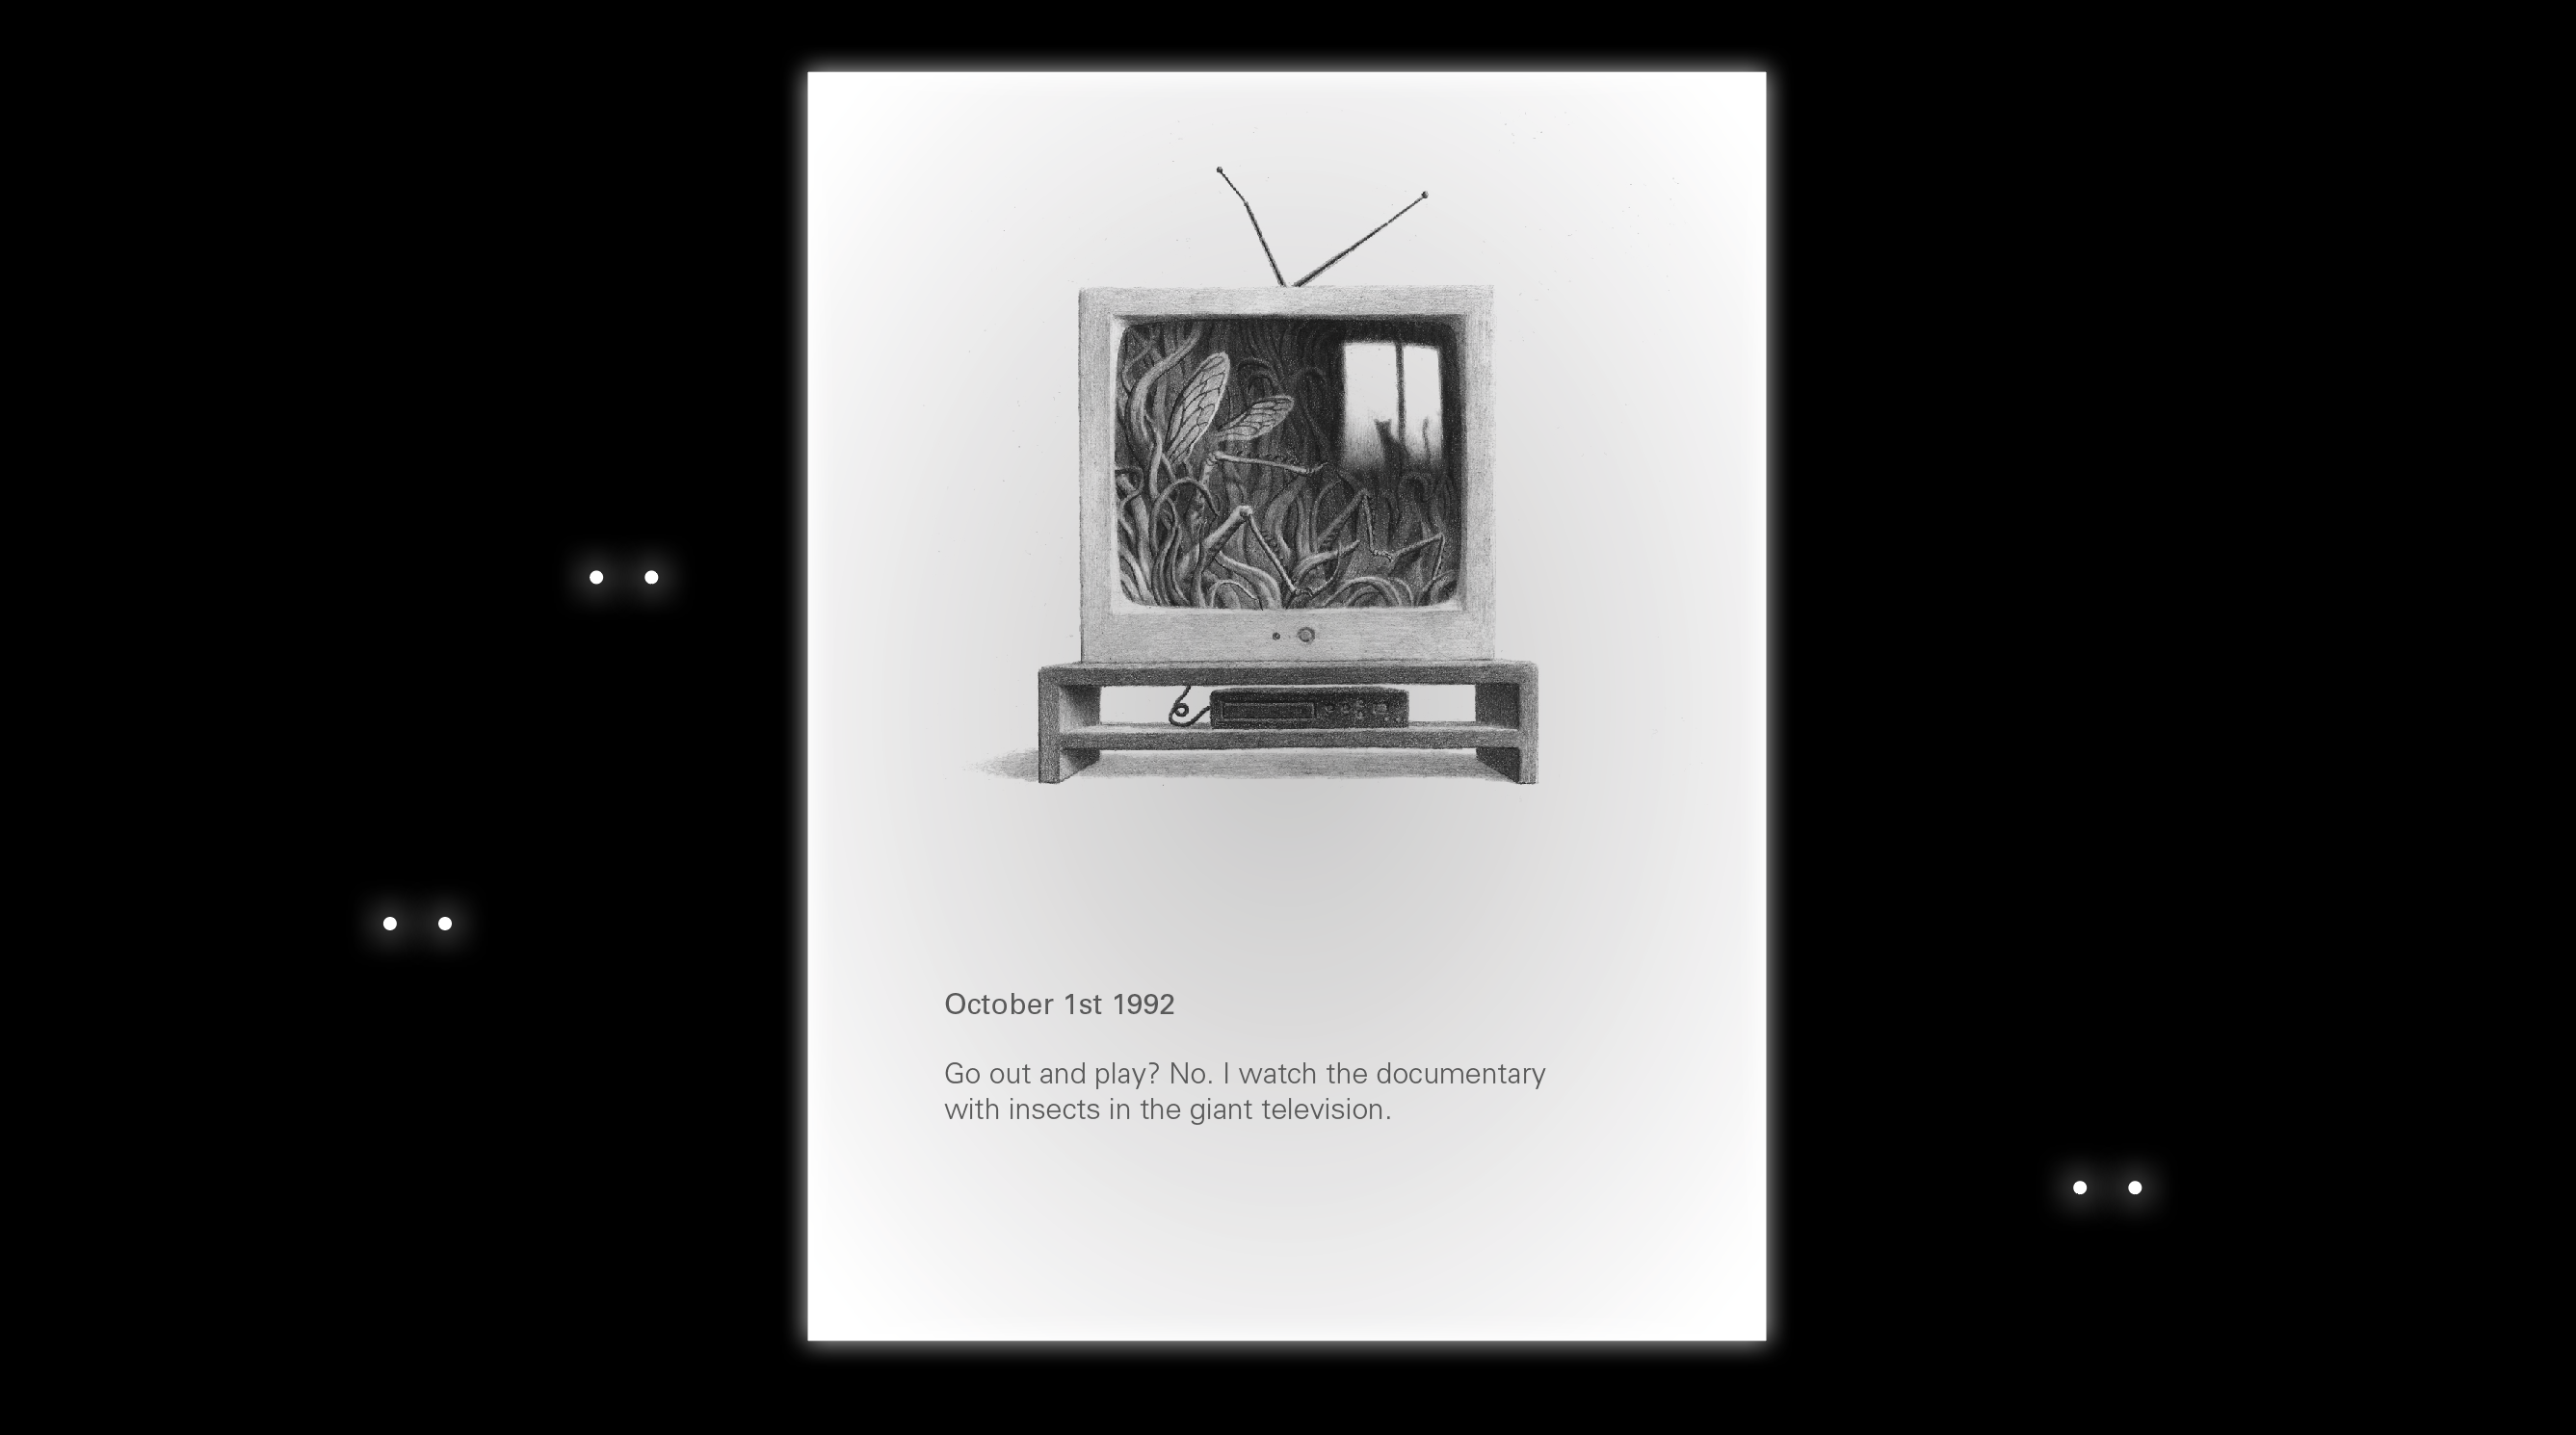 October 1st 1992
Go out and play? No. I watch the documentary
with insects in the giant television.